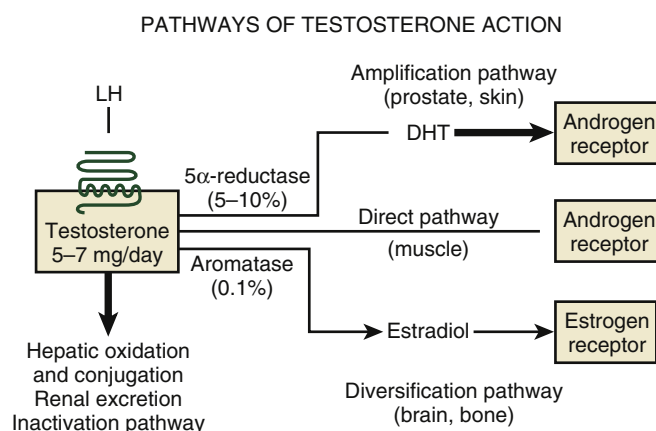 PATHWAYS OF TESTOSTERONE ACTION
LH
Testosterone
5–7 mg/day
5α-reductase
(5–10%)
Amplification pathway
(prostate, skin)
DHT
Androgen
receptor
Direct pathway
(muscle)
Androgen
receptor
Aromatase
(0.1%)
Estradiol
Estrogen
receptor
Diversification pathway
(brain, bone)
Hepatic oxidation
and conjugation
Renal excretion
Inactivation pathway